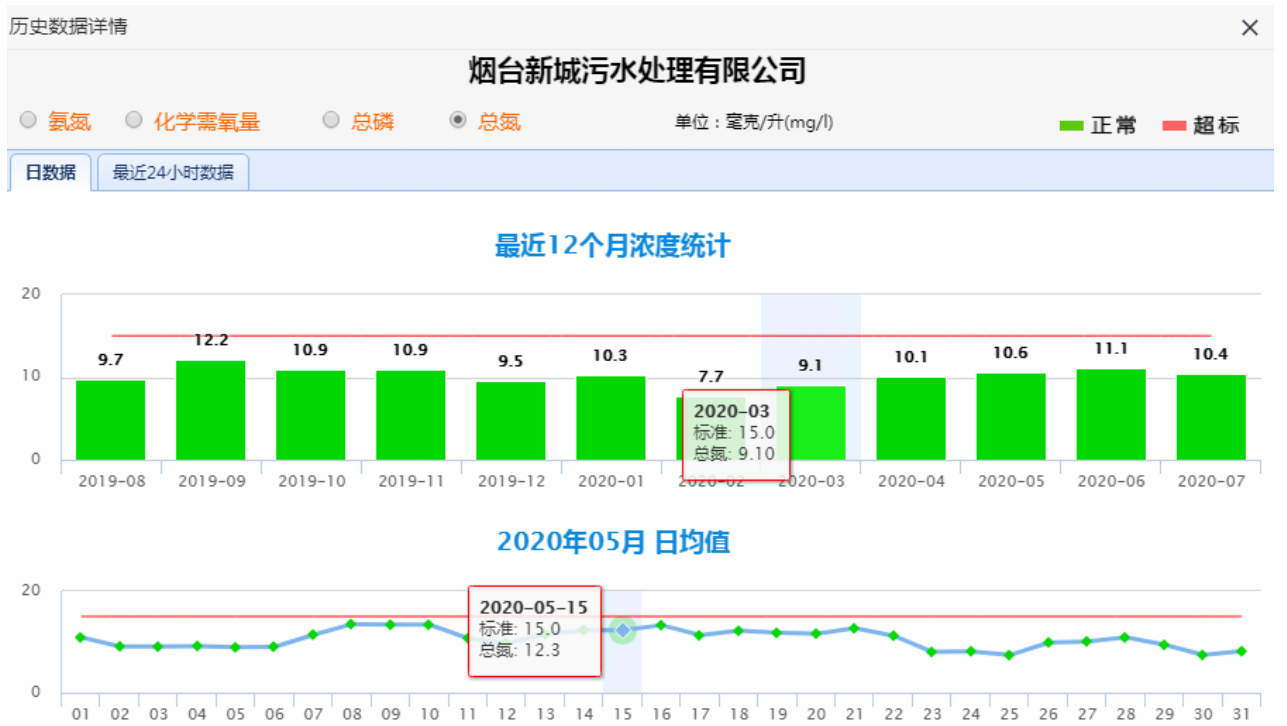 历史数据详情 ×
烟台新城污水处理有限公司
氨氮 化学需氧量 总磷 总氮 单位：毫克/升(mg/l) 正常 超标
日数据 最近24小时数据
最近12个月浓度统计
20
10
0
9.7 12.2 10.9 10.9 9.5 10.3 7.7 9.1 10.1 10.6 11.1 10.4
2020-03
标准: 15.0
总氮: 9.10
2019-08 2019-09 2019-10 2019-11 2019-12 2020-01 2020-02 2020-03 2020-04 2020-05 2020-06 2020-07
2020年05月 日均值
20
0
2020-05-15
标准: 15.0
总氮: 12.3
01 02 03 04 05 06 07 08 09 10 11 12 13 14 15 16 17 18 19 20 21 22 23 24 25 26 27 28 29 30 31